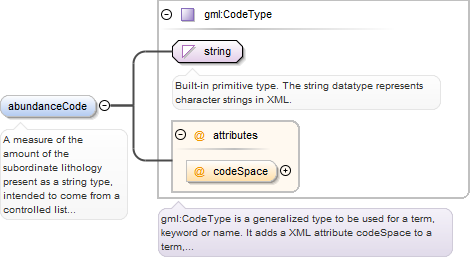 gml:CodeType
string
Built-in primitive type. The string datatype represents
character strings in XML.
abundanceCode
A measure of the
amount of the
subordinate lithology
present as a string type,
intended to come from a
controlled list...
@ attributes
@ codeSpace
gml:CodeType is a generalized type to be used for a term,
keyword or name. It adds a XML attribute codeSpace to a
term,...